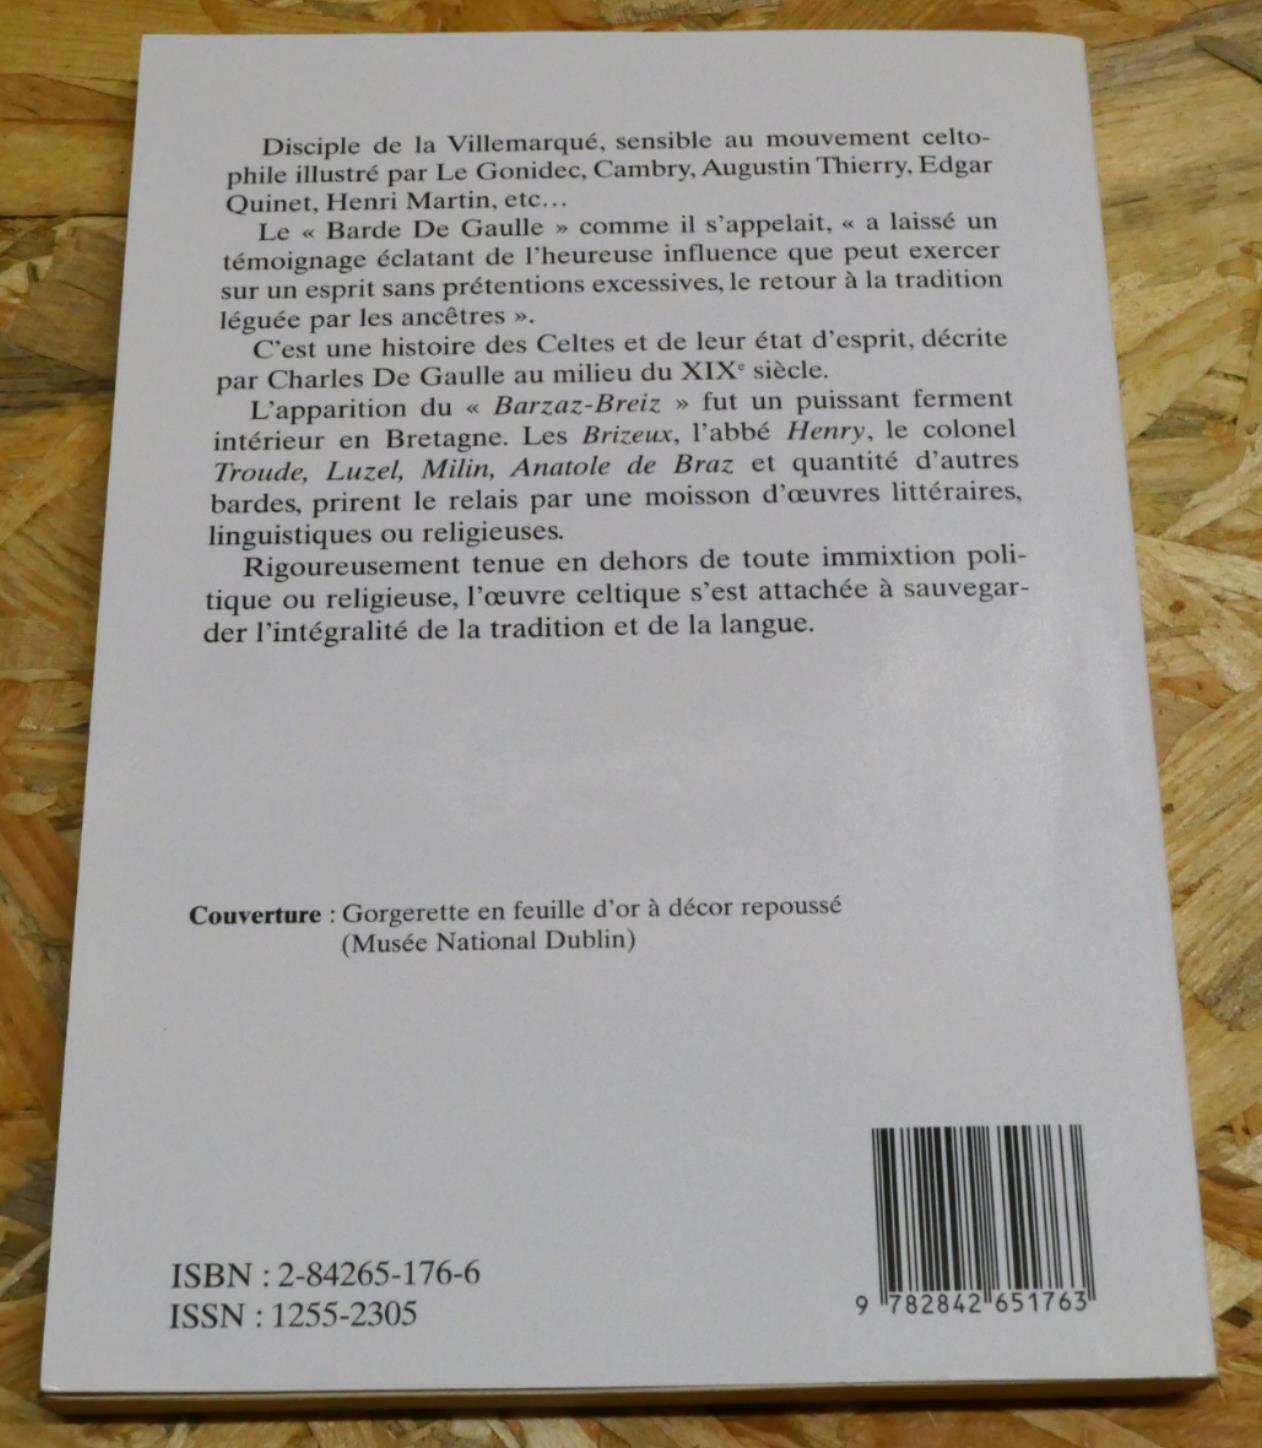 Disciple de la Villemarqué, sensible au mouvement celto-
phile illustré par Le Gonidec, Cambry, Augustin Thierry, Edgar
Quinet, Henri Martin, etc...
Le « Barde De Gaulle » comme il s'appelait, « a laissé un
témoignage éclatant de l'heureuse influence que peut exercer
sur un esprit sans prétentions excessives, le retour à la tradition
léguée par les ancêtres ».
C'est une histoire des Celtes et de leur état d'esprit, décrite
par Charles De Gaulle au milieu du XIXe siècle.
L'apparition du « Barzaz-Breiz » fut un puissant ferment
intérieur en Bretagne. Les Brizeux, l'abbé Henry, le colonel
Troude, Luzel, Milin, Anatole de Braz et quantité d'autres
bardes, prirent le relais par une moisson d'œuvres littéraires,
linguistiques ou religieuses.
Rigoureusement tenue en dehors de toute immixtion poli-
tique ou religieuse, l'œuvre celtique s'est attachée à sauvegar-
der l'intégralité de la tradition et de la langue.
Couverture : Gorgerette en feuille d'or à décor repoussé
(Musée National Dublin)
ISBN : 2-84265-176-6
ISSN : 1255-2305
9 782842 651763